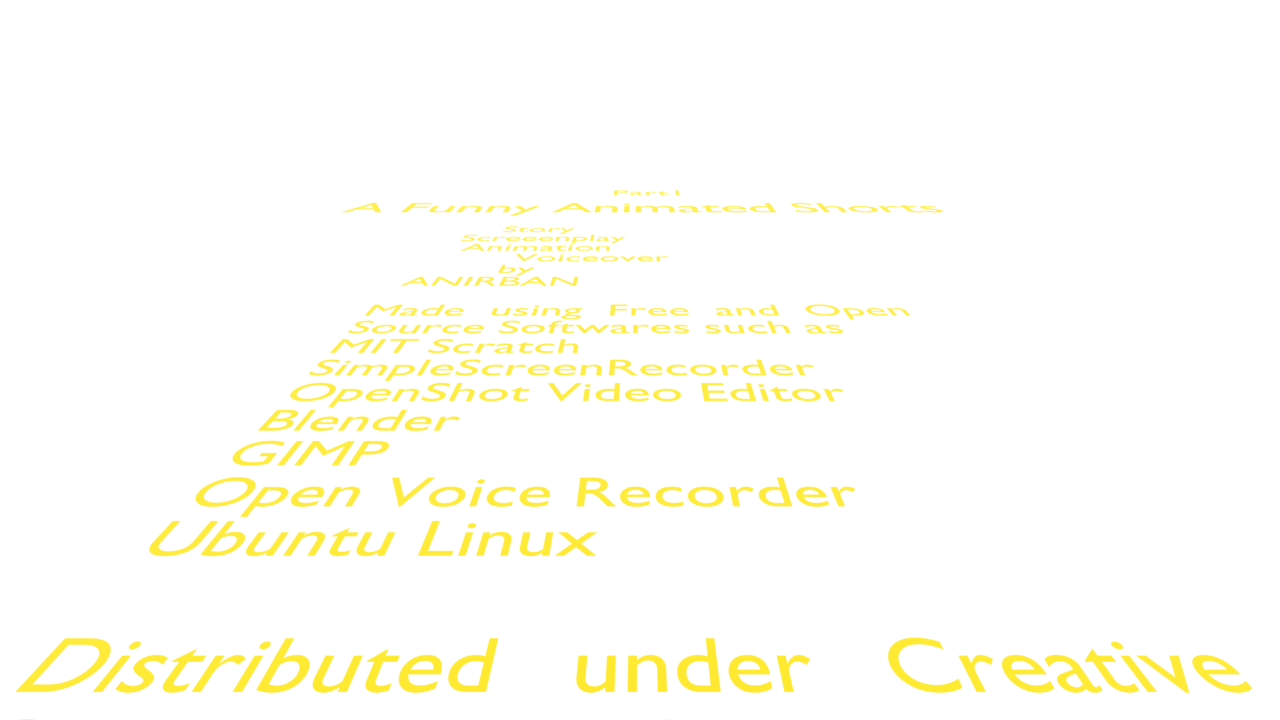 Part I
A Funny Animated Shorts
Story
Screeenplay
Animation
Voiceover
by
ANIRBAN
Made using Free and Open
Source Softwares such as
MIT Scratch
SimpleScreenRecorder
OpenShot Video Editor
Blender
GIMP
Open Voice Recorder
Ubuntu Linux
Distributed under Creative